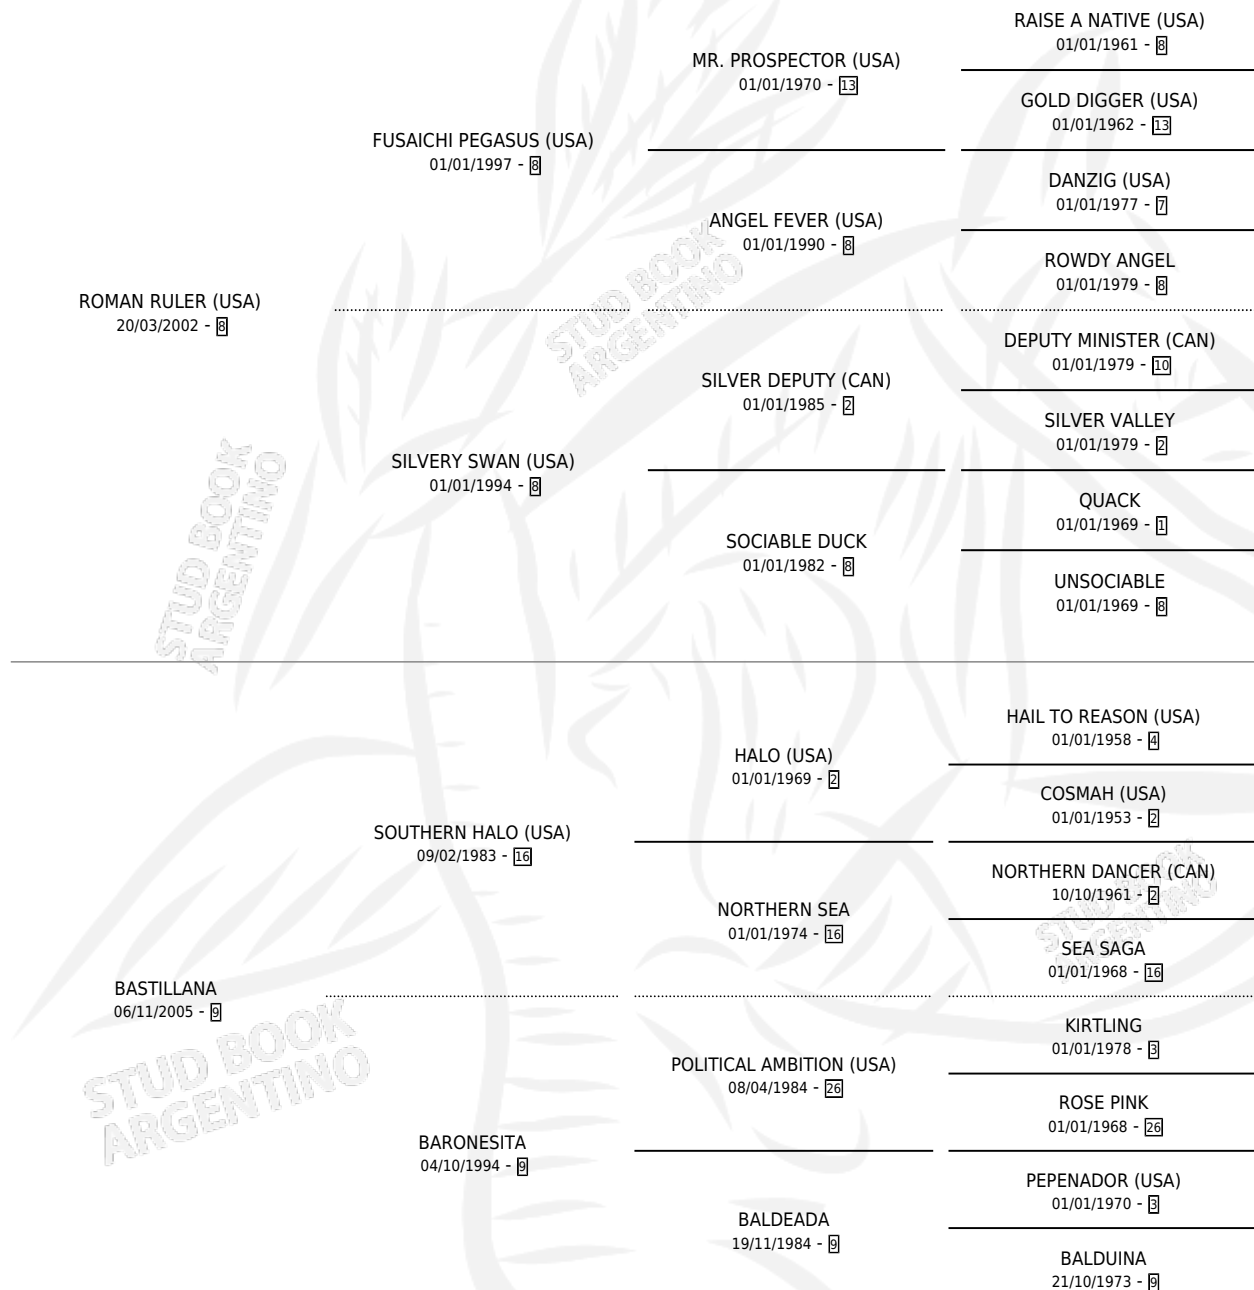 RAISE A NATIVE (USA)
01/01/1961 - 8
MR. PROSPECTOR (USA)
01/01/1970 - 13
GOLD DIGGER (USA)
01/01/1962 - 13
FUSAICHI PEGASUS (USA)
01/01/1997 - 8
DANZIG (USA)
01/01/1977 - 7
ANGEL FEVER (USA)
01/01/1990 - 8
ROWDY ANGEL
01/01/1979 - 8
ROMAN RULER (USA)
20/03/2002 - 8
STUD BOOK
ARGENTINO
DEPUTY MINISTER (CAN)
01/01/1979 - 10
SILVER DEPUTY (CAN)
01/01/1985 - 2
SILVER VALLEY
01/01/1979 - 2
SILVERY SWAN (USA)
01/01/1994 - 8
QUACK
01/01/1969 - 1
SOCIABLE DUCK
01/01/1982 - 8
UNSOCIABLE
01/01/1969 - 8
STUD BOOK
ARGENTINO
HAIL TO REASON (USA)
01/01/1958 - 4
HALO (USA)
01/01/1969 - 2
COSMAH (USA)
01/01/1953 - 2
SOUTHERN HALO (USA)
09/02/1983 - 16
NORTHERN DANCER (CAN)
10/10/1961 - 2
STUD BOOK
ARGENTINO
NORTHERN SEA
01/01/1974 - 16
SEA SAGA
01/01/1968 - 16
BASTILLANA
06/11/2005 - 9
STUD BOOK
ARGENTINO
KIRTLING
01/01/1978 - 3
POLITICAL AMBITION (USA)
08/04/1984 - 26
ROSE PINK
01/01/1968 - 26
BARONESITA
04/10/1994 - 9
PEPENADOR (USA)
01/01/1970 - 3
BALDEADA
19/11/1984 - 9
BALDUINA
21/10/1973 - 9